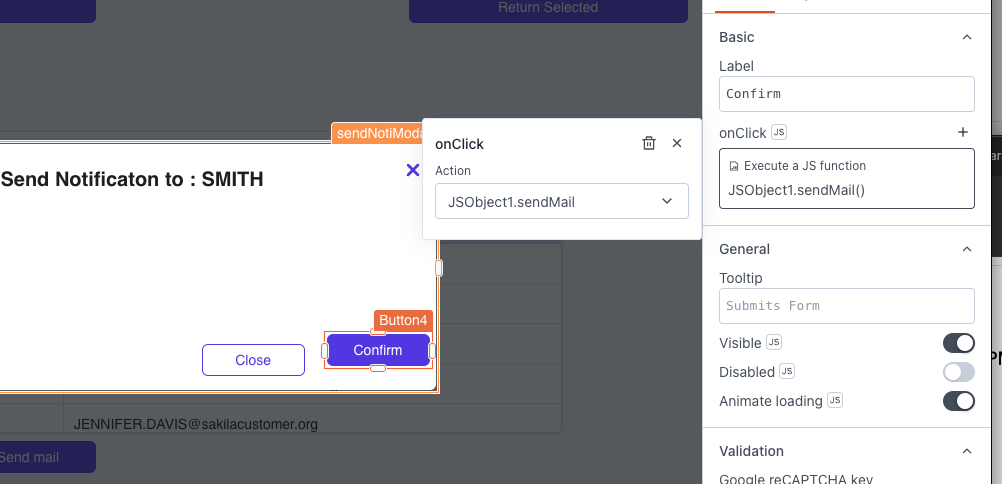 Return Selected
sendNotiModa
Send Notificaton to : SMITH
Close
Button4
Confirm
JENNIFER.DAVIS@sakilacustomer.org
Send mail
onClick
Action
JSObject1.sendMail
Basic
Label
Confirm
onClick JS
Execute a JS function
JSObject1.sendMail()
General
Tooltip
Submits Form
Visible JS
Disabled JS
Animate loading JS
Validation
Google reCAPTCHA key